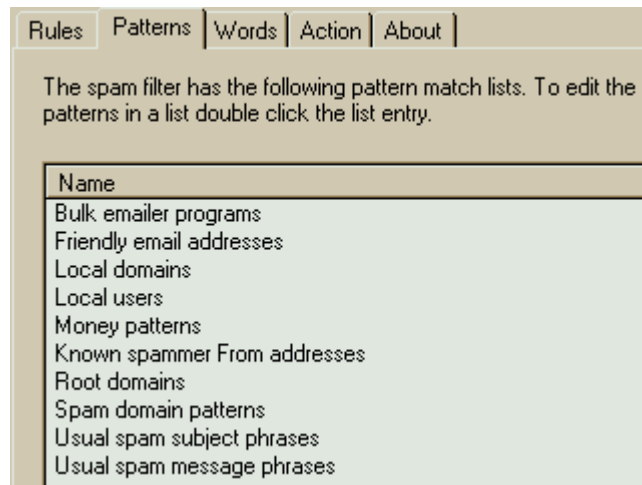 Rules Patterns Words Action About
The spam filter has the following pattern match lists. To edit the
patterns in a list double click the list entry.
Name
Bulk emailer programs
Friendly email addresses
Local domains
Local users
Money patterns
Known spammer From addresses
Root domains
Spam domain patterns
Usual spam subject phrases
Usual spam message phrases